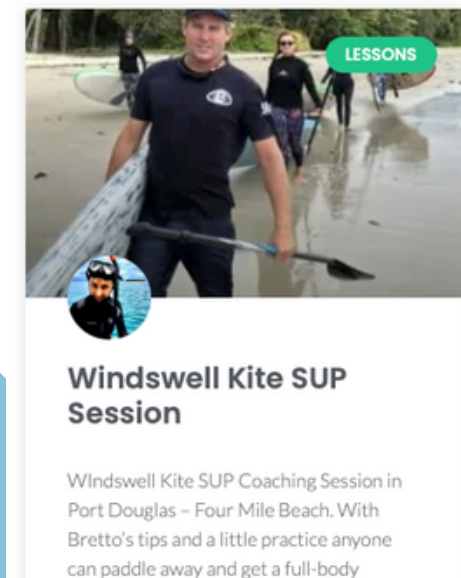 LESSONS
Windswell Kite SUP
Session
WIndswell Kite SUP Coaching Session in
Port Douglas – Four Mile Beach. With
Bretto's tips and a little practice anyone
can paddle away and get a full-body